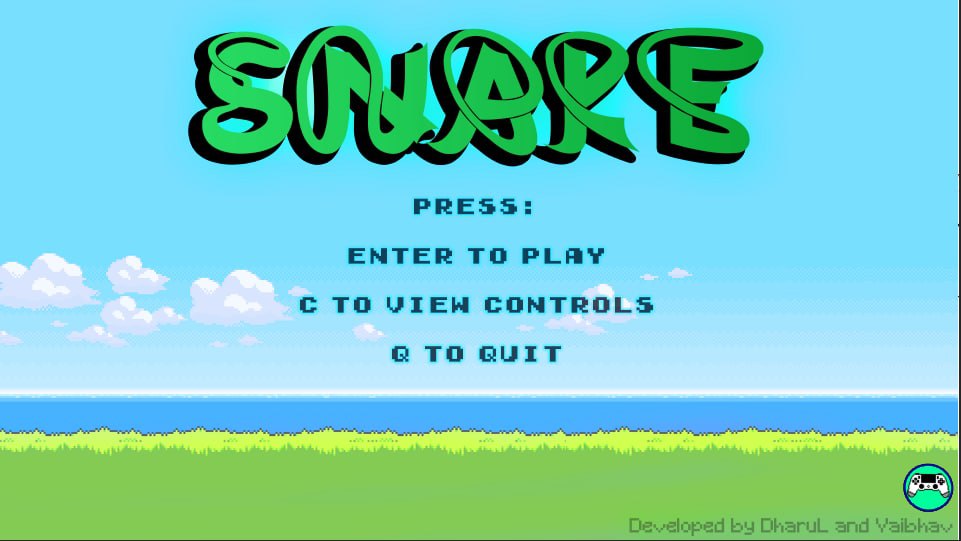 SNAKE
PRESS:
ENTER TO PLAY
C TO VIEW CONTROLS
Q TO QUIT
Developed by DharuL and Vaibhav